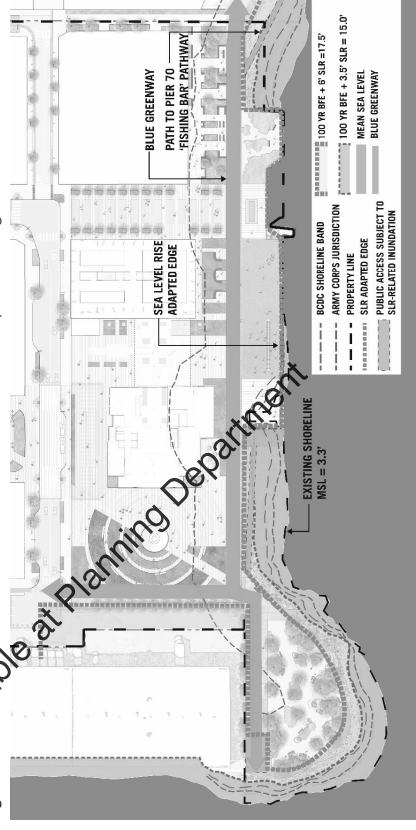 BLUE GREENWAY
PATH TO PIER 70
'FISHING BAR' PATHWAY
SEA LEVEL RISE
ADAPTED EDGE
EXISTING SHORELINE
MSL = 3.3'
BCDC SHORELINE BAND
ARMY CORPS JURISDICTION
PROPERTY LINE
SLR ADAPTED EDGE
PUBLIC ACCESS SUBJECT TO
SLR-RELATED INUNDATION
100 YR BFE + 6' SLR =17.5'
100 YR BFE + 3.5' SLR = 15.0'
MEAN SEA LEVEL
BLUE GREENWAY
at Planning Department